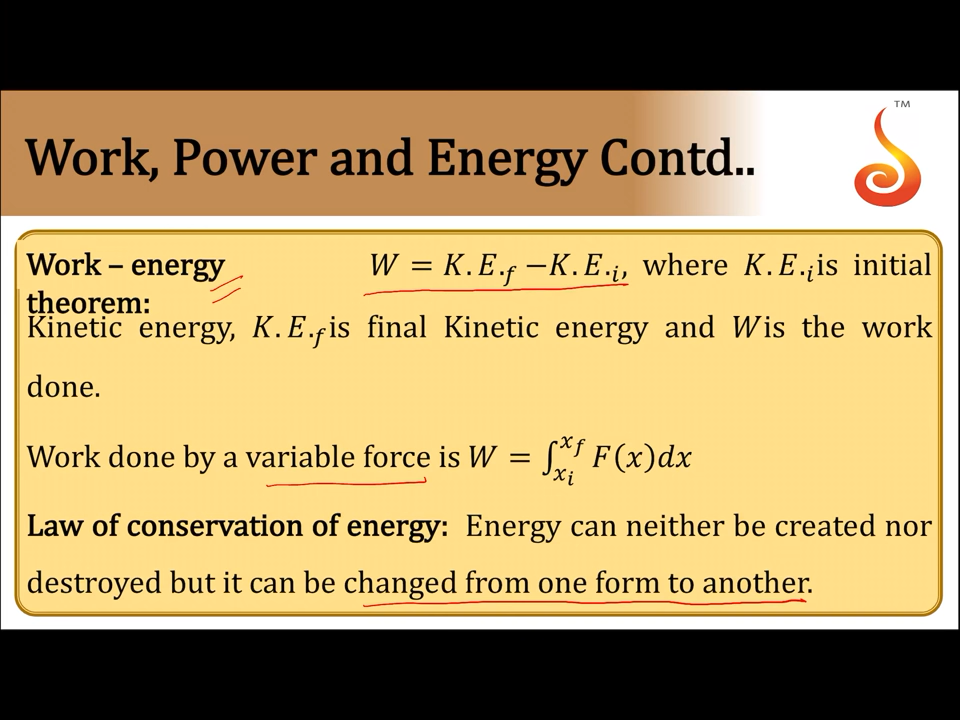 TM
Work, Power and Energy Contd..
Work – energy theorem: W = K.E.f −K.E.i, where K.E.i is initial
Kinetic energy, K.E.f is final Kinetic energy and W is the work
done.
Work done by a variable force is W = ∫_{x_i}^{x_f} F(x)dx
Law of conservation of energy: Energy can neither be created nor
destroyed but it can be changed from one form to another.